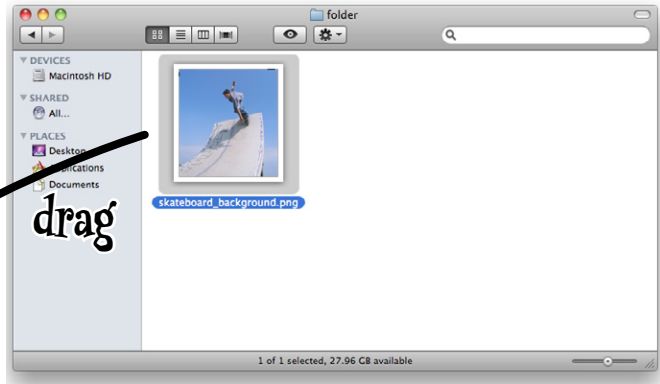 folder
DEVICES
Macintosh HD
SHARED
All...
PLACES
Desktop
Applications
Documents
drag
skateboard_background.png
1 of 1 selected, 27.96 GB available